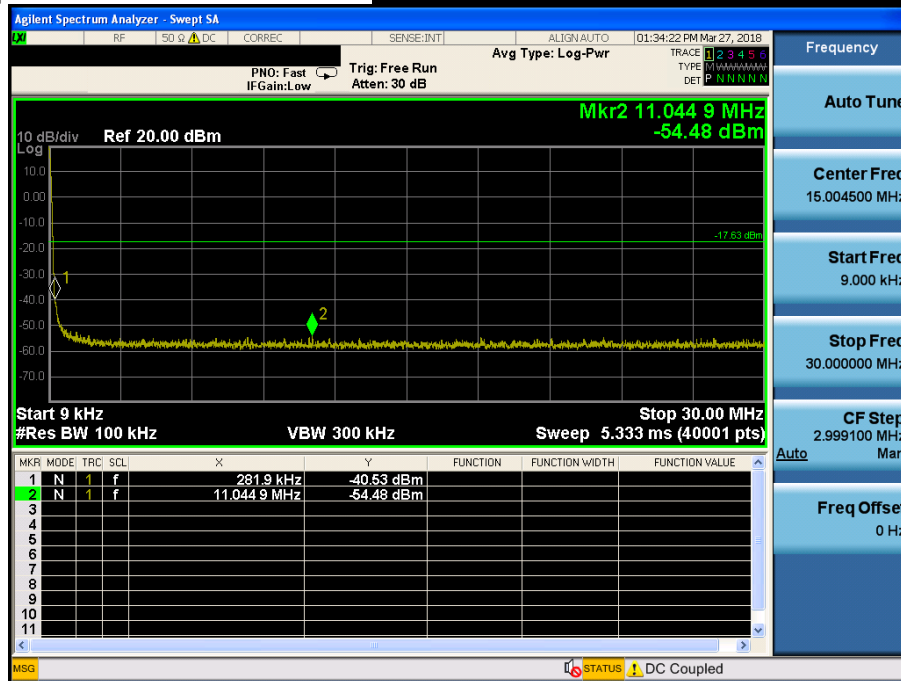 Agilent Spectrum Analyzer - Swept SA
LXI RF 50 Ω DC CORREC SENSE:INT ALIGN AUTO 01:34:22 PM Mar 27, 2018
Avg Type: Log-Pwr TRACE 1 2 3 4 5 6
PNO: Fast Trig: Free Run TYPE M W W W W W
IFGain:Low Atten: 30 dB DET P N N N N N
Mkr2 11.044 9 MHz
-54.48 dBm
10 dB/div Ref 20.00 dBm
Log
10.0
0.00
-10.0
-17.63 dBm
-20.0
-30.0
1
-40.0
-50.0
2
-60.0
-70.0
Start 9 kHz Stop 30.00 MHz
#Res BW 100 kHz VBW 300 kHz Sweep 5.333 ms (40001 pts)
MKR MODE TRC SCL X Y FUNCTION FUNCTION WIDTH FUNCTION VALUE
1 N 1 f 281.9 kHz -40.53 dBm
2 N 1 f 11.044 9 MHz -54.48 dBm
3
4
5
6
7
8
9
10
11
MSG STATUS DC Coupled
Frequency
Auto Tune
Center Freq
15.004500 MHz
Start Freq
9.000 kHz
Stop Freq
30.000000 MHz
CF Step
2.999100 MHz
Auto Man
Freq Offset
0 Hz